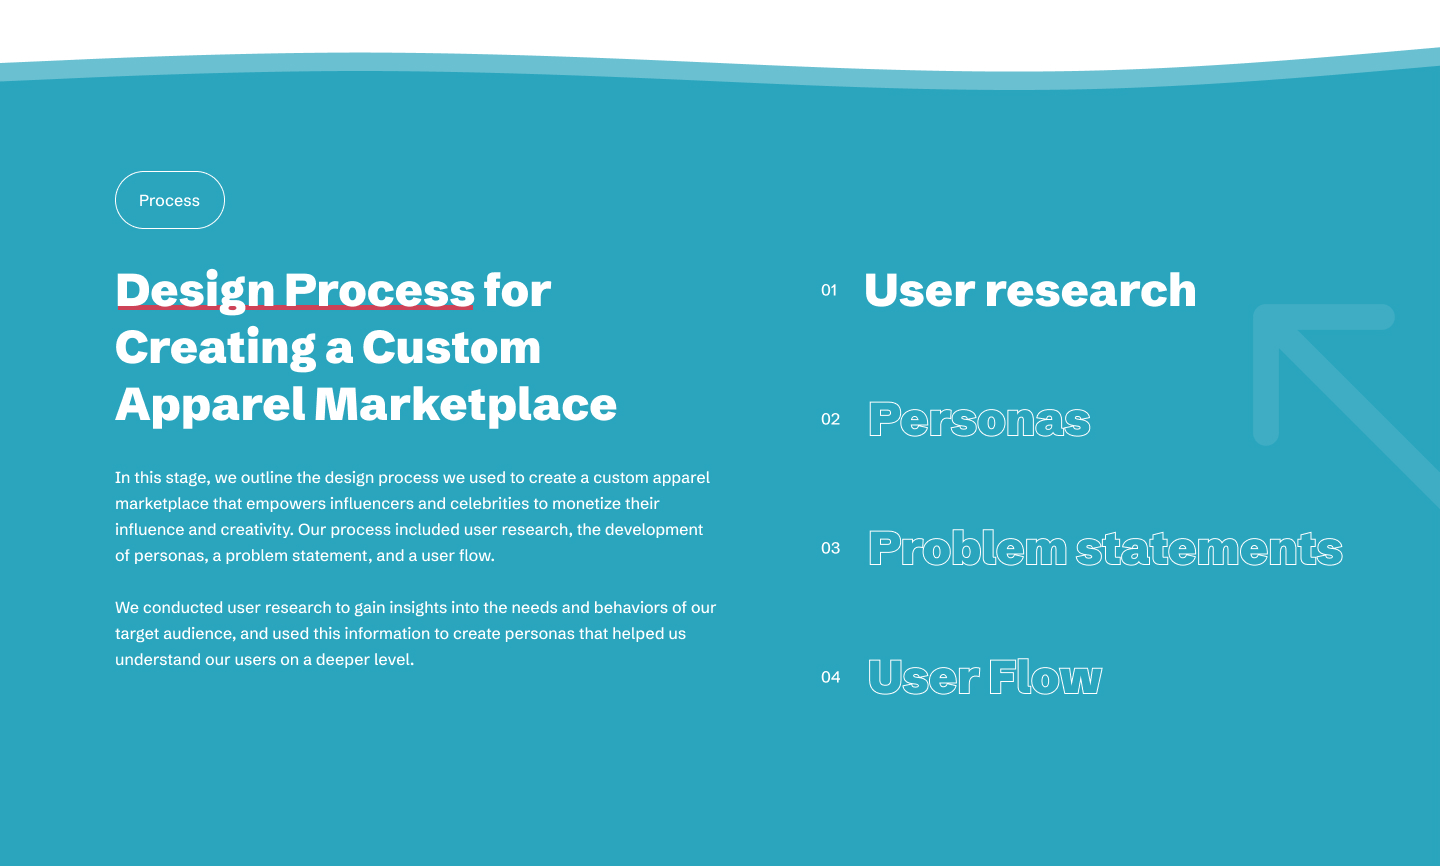 Process
Design Process for
Creating a Custom
Apparel Marketplace
In this stage, we outline the design process we used to create a custom apparel
marketplace that empowers influencers and celebrities to monetize their
influence and creativity. Our process included user research, the development
of personas, a problem statement, and a user flow.
We conducted user research to gain insights into the needs and behaviors of our
target audience, and used this information to create personas that helped us
understand our users on a deeper level.
01 User research
02 Personas
03 Problem statements
04 User Flow